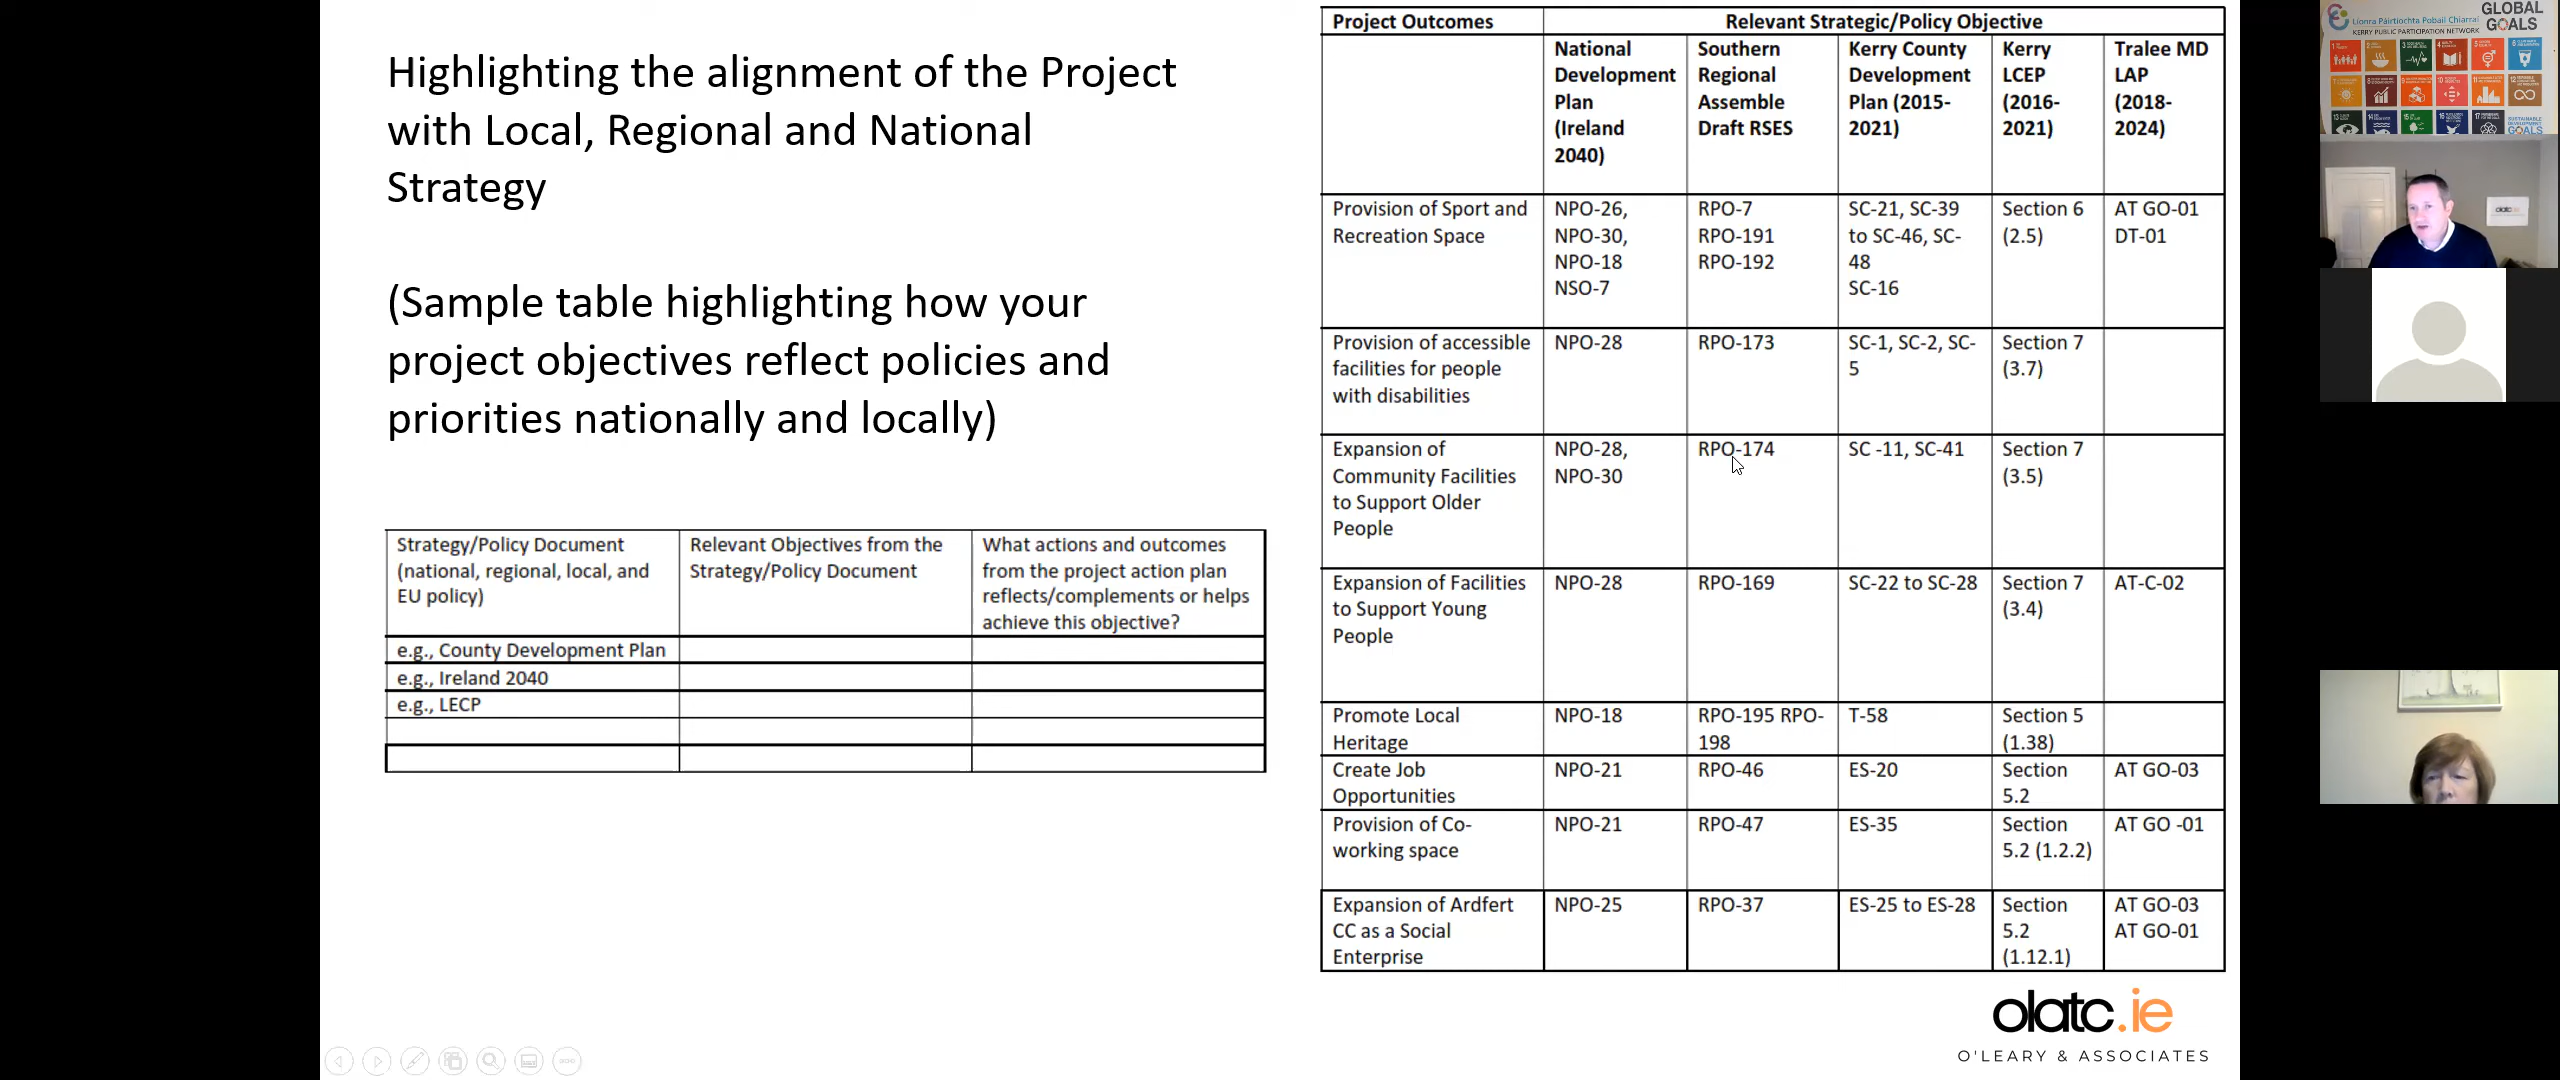 Highlighting the alignment of the Project
with Local, Regional and National
Strategy
(Sample table highlighting how your
project objectives reflect policies and
priorities nationally and locally)
Strategy/Policy Document
(national, regional, local, and
EU policy)
Relevant Objectives from the
Strategy/Policy Document
What actions and outcomes
from the project action plan
reflects/complements or helps
achieve this objective?
e.g., County Development Plan
e.g., Ireland 2040
e.g., LECP
Project Outcomes
Relevant Strategic/Policy Objective
National
Development
Plan
(Ireland
2040)
Southern
Regional
Assemble
Draft RSES
Kerry County
Development
Plan (2015-
2021)
Kerry
LCEP
(2016-
2021)
Tralee MD
LAP
(2018-
2024)
Provision of Sport and
Recreation Space
NPO-26,
NPO-30,
NPO-18
NSO-7
RPO-7
RPO-191
RPO-192
SC-21, SC-39
to SC-46, SC-
48
SC-16
Section 6
(2.5)
AT GO-01
DT-01
Provision of accessible
facilities for people
with disabilities
NPO-28
RPO-173
SC-1, SC-2, SC-
5
Section 7
(3.7)
Expansion of
Community Facilities
to Support Older
People
NPO-28,
NPO-30
RPO-174
SC -11, SC-41
Section 7
(3.5)
Expansion of Facilities
to Support Young
People
NPO-28
RPO-169
SC-22 to SC-28
Section 7
(3.4)
AT-C-02
Promote Local
Heritage
NPO-18
RPO-195 RPO-
198
T-58
Section 5
(1.38)
Create Job
Opportunities
NPO-21
RPO-46
ES-20
Section
5.2
AT GO-03
Provision of Co-
working space
NPO-21
RPO-47
ES-35
Section
5.2 (1.2.2)
AT GO -01
Expansion of Ardfert
CC as a Social
Enterprise
NPO-25
RPO-37
ES-25 to ES-28
Section
5.2
(1.12.1)
AT GO-03
AT GO-01
olatc.ie
O'LEARY & ASSOCIATES
Líonra Páirtíochta Pobail Chiarraí
KERRY PUBLIC PARTICIPATION NETWORK
GLOBAL
GOALS
SUSTAINABLE
DEVELOPMENT
GOALS
olatc.ie